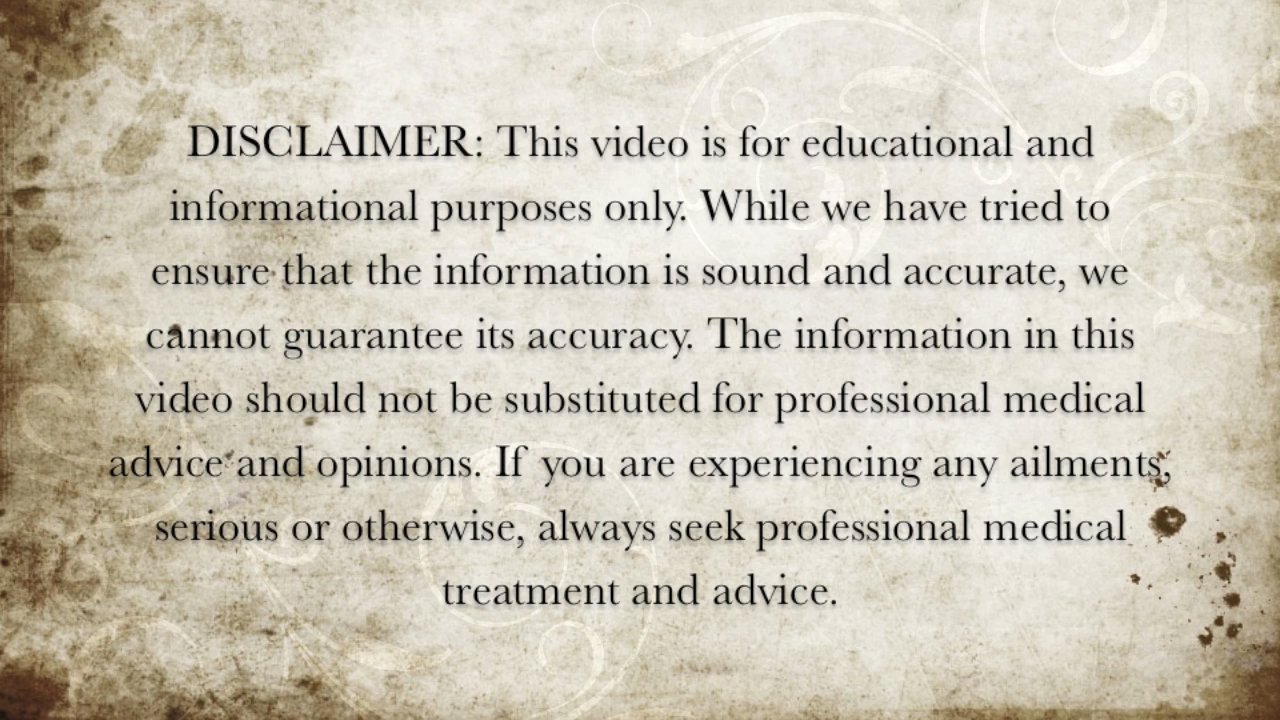 DISCLAIMER: This video is for educational and
informational purposes only. While we have tried to
ensure that the information is sound and accurate, we
cannot guarantee its accuracy. The information in this
video should not be substituted for professional medical
advice and opinions. If you are experiencing any ailments,
serious or otherwise, always seek professional medical
treatment and advice.